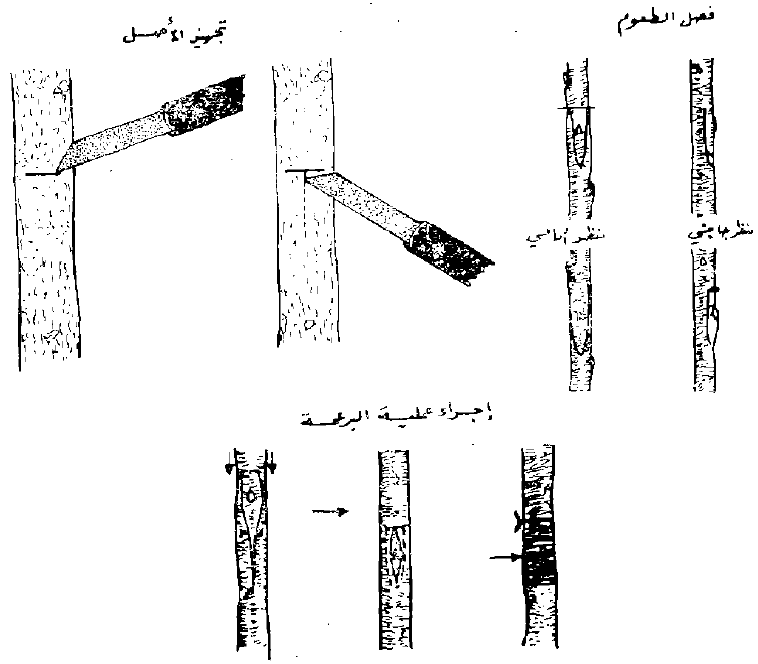 فصل الطعوم
تجهيز الأصل
منظر أمامي
منظر جانبي
إجراء عملية البرعمة